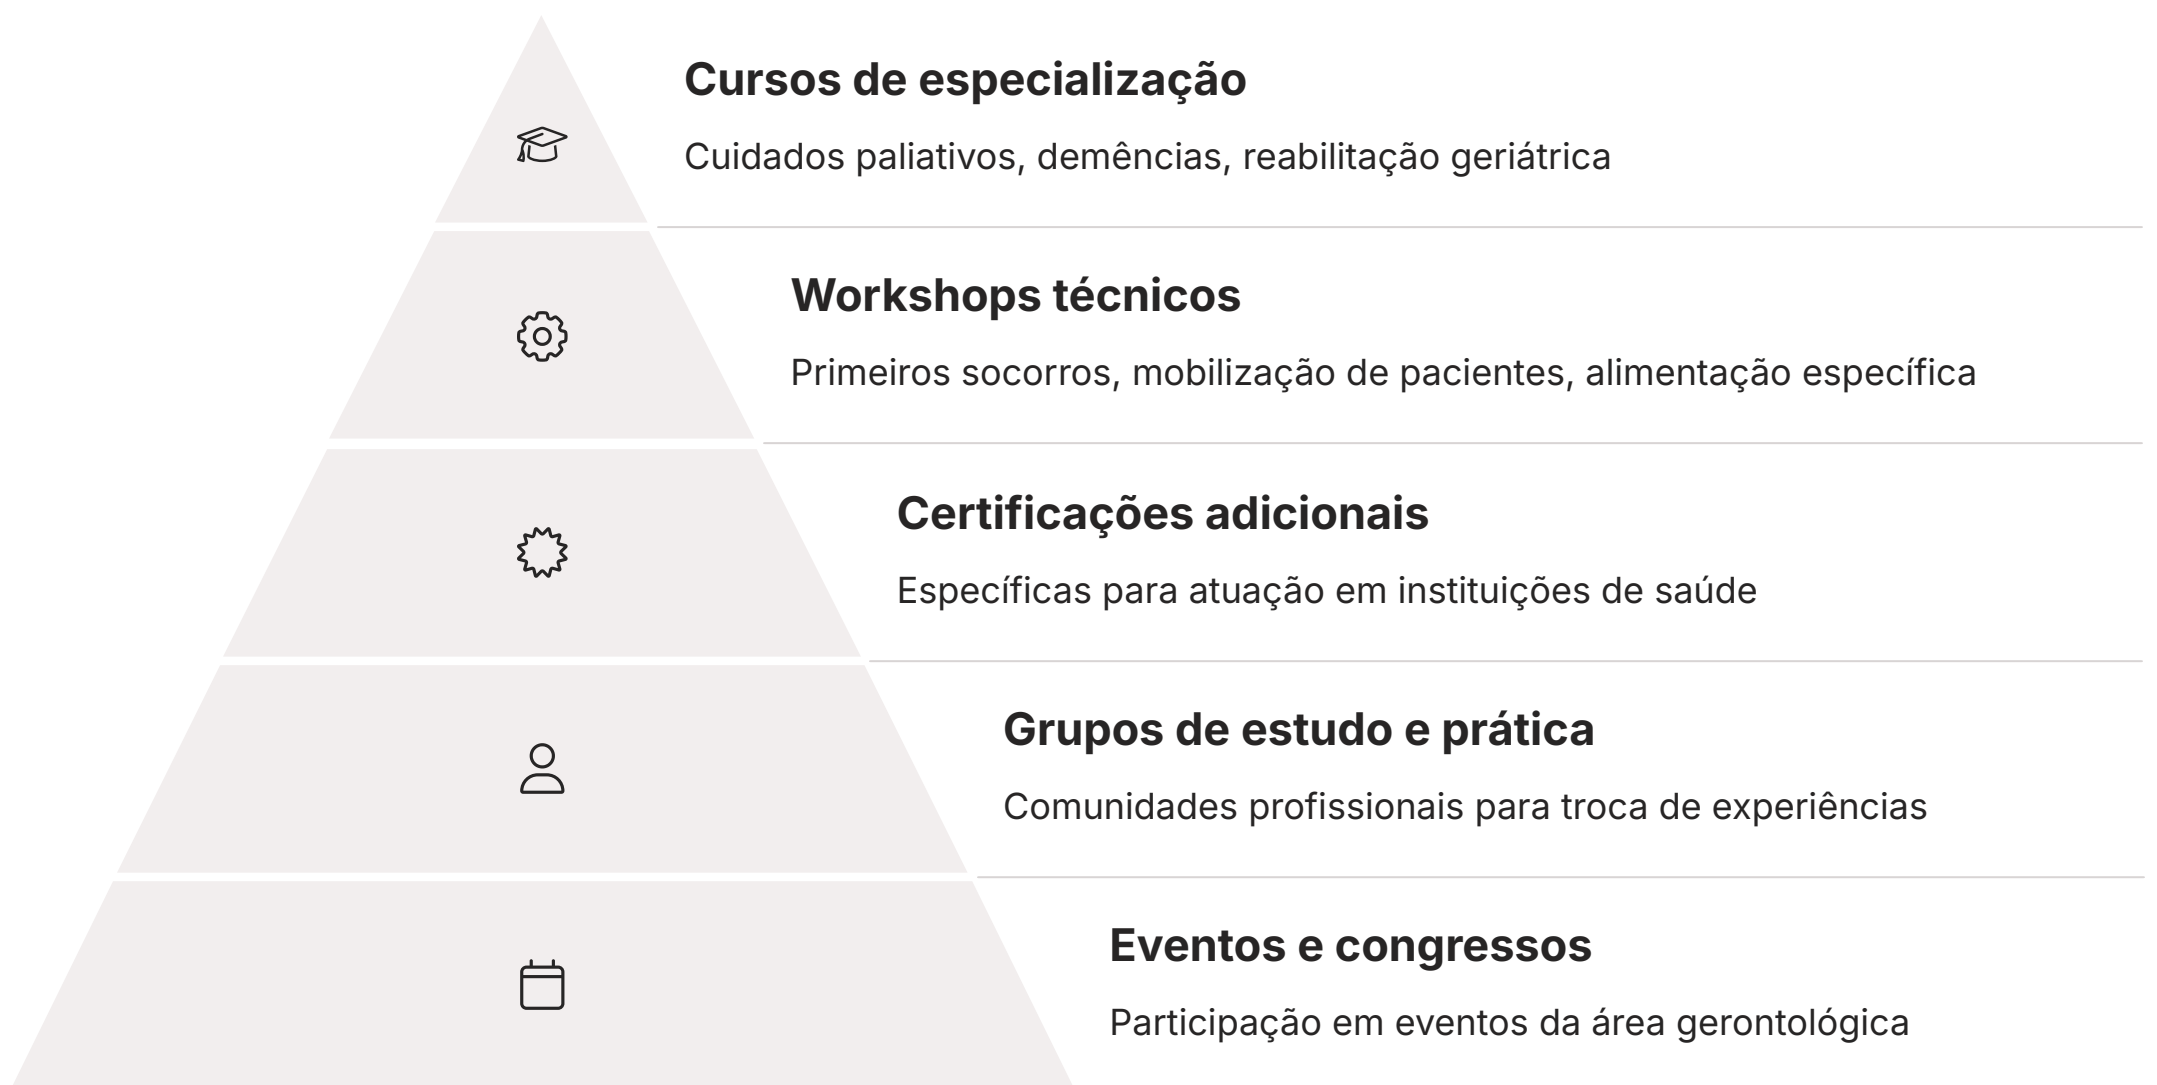 Cursos de especialização
Cuidados paliativos, demências, reabilitação geriátrica
Workshops técnicos
Primeiros socorros, mobilização de pacientes, alimentação específica
Certificações adicionais
Específicas para atuação em instituições de saúde
Grupos de estudo e prática
Comunidades profissionais para troca de experiências
Eventos e congressos
Participação em eventos da área gerontológica